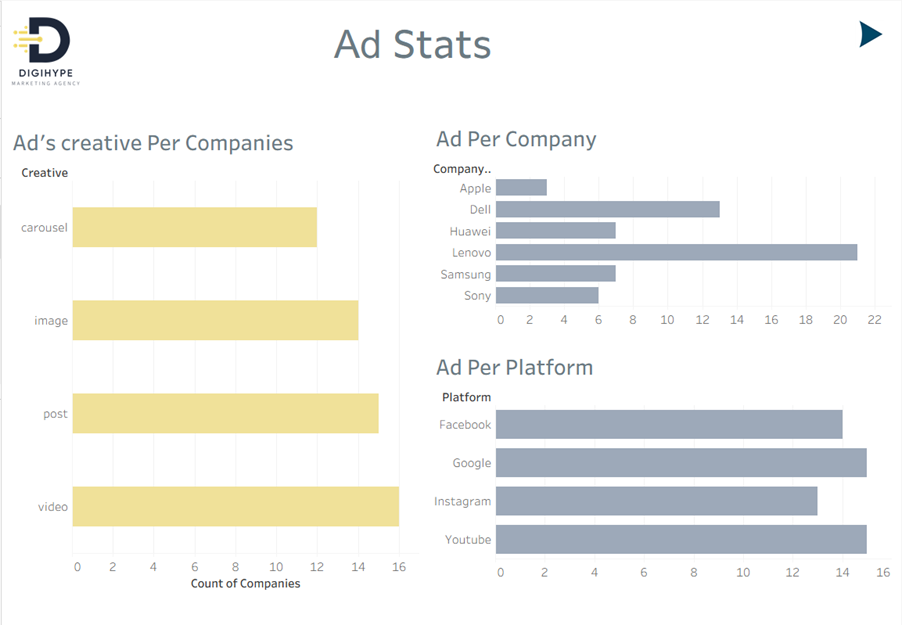 DIGIHYPE
MARKETING AGENCY
Ad Stats
Ad’s creative Per Companies
Creative
carousel
image
post
video
0 2 4 6 8 10 12 14 16
Count of Companies
Ad Per Company
Company..
Apple
Dell
Huawei
Lenovo
Samsung
Sony
0 2 4 6 8 10 12 14 16 18 20 22
Ad Per Platform
Platform
Facebook
Google
Instagram
Youtube
0 2 4 6 8 10 12 14 16